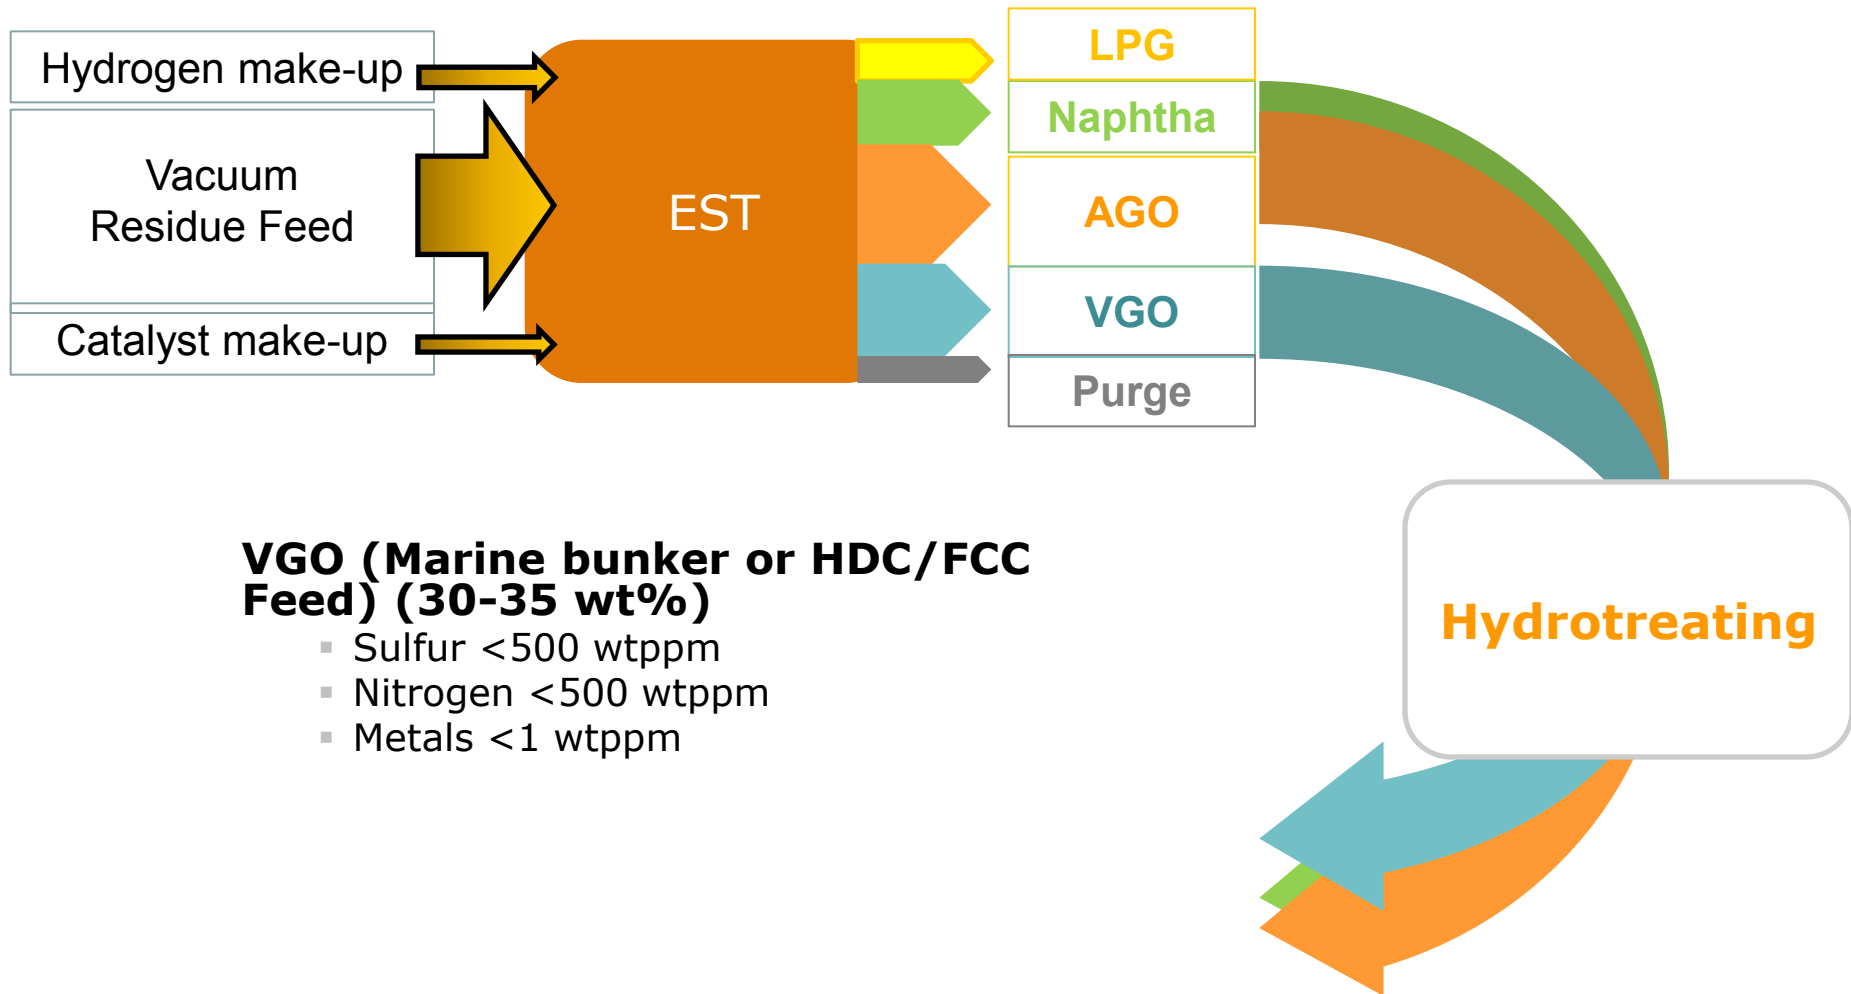 Hydrogen make-up
Vacuum
Residue Feed
Catalyst make-up
EST
LPG
Naphtha
AGO
VGO
Purge
Hydrotreating
VGO (Marine bunker or HDC/FCC
Feed) (30-35 wt%)
Sulfur <500 wtppm
Nitrogen <500 wtppm
Metals <1 wtppm